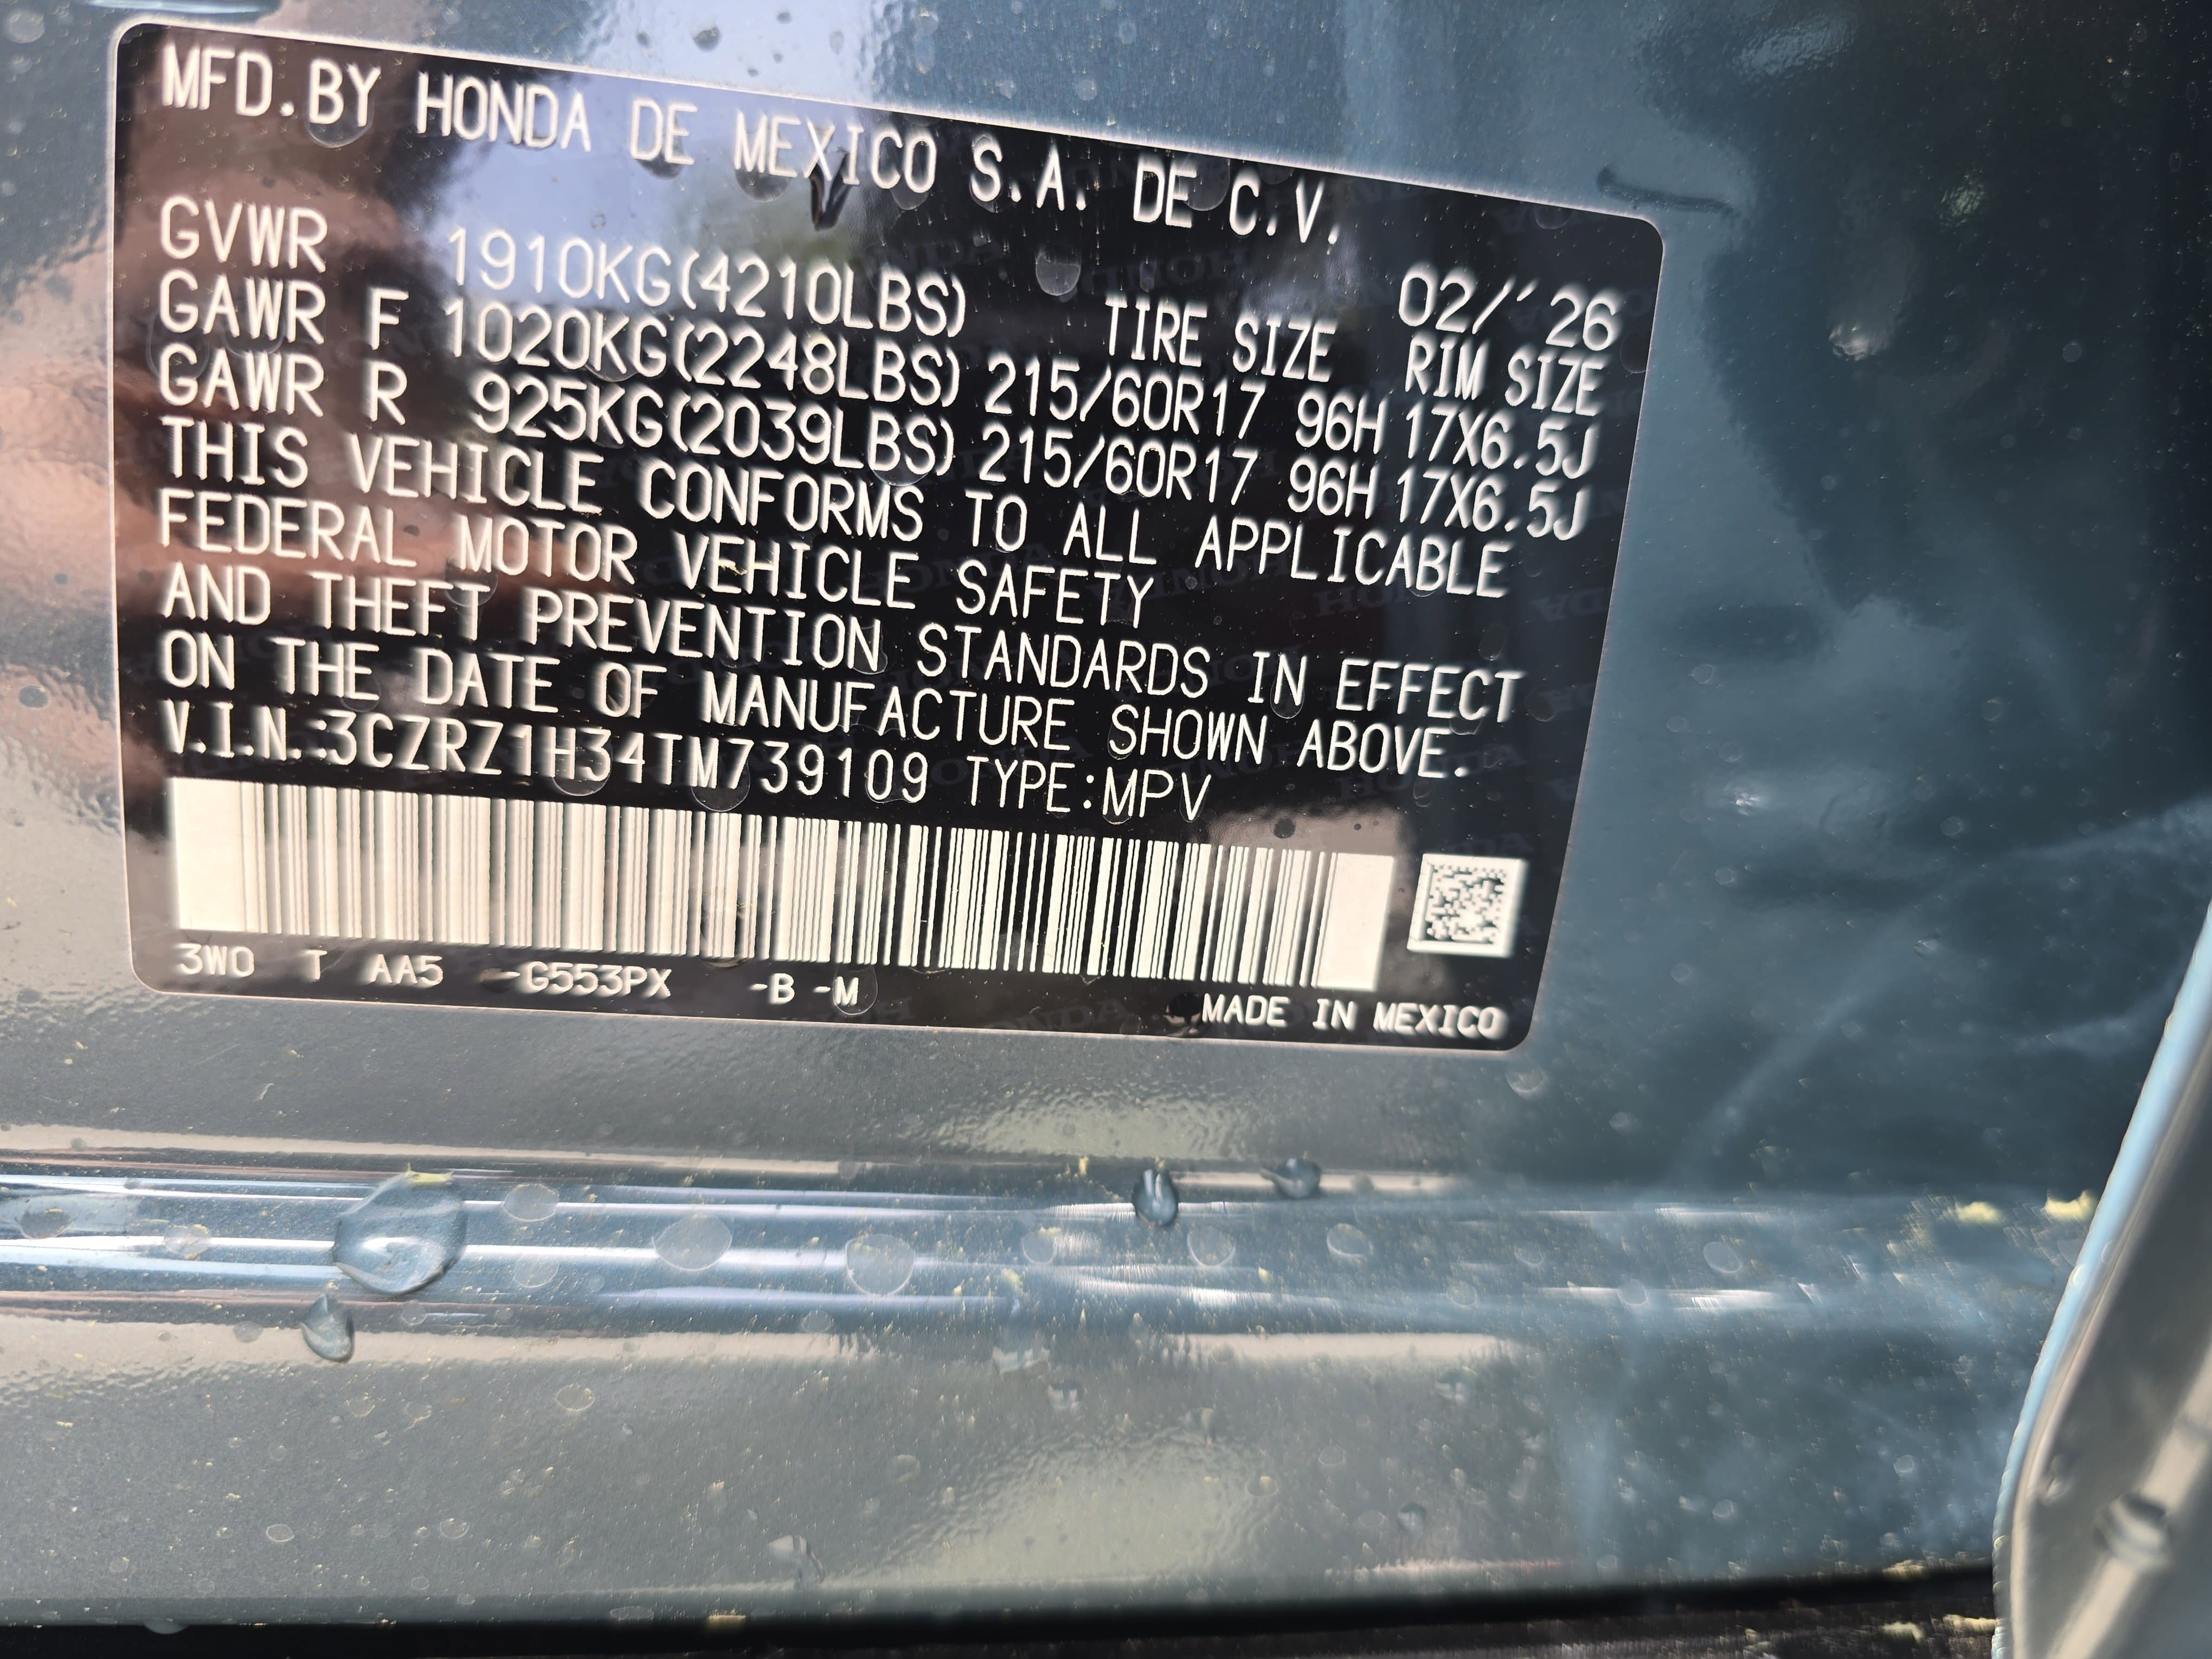 MFD.BY HONDA DE MEXICO S.A. DE C.V.
02/'26
GVWR 1910KG(4210LBS) TIRE SIZE RIM SIZE
GAWR F 1020KG(2248LBS) 215/60R17 96H 17X6.5J
GAWR R 925KG(2039LBS) 215/60R17 96H 17X6.5J
THIS VEHICLE CONFORMS TO ALL APPLICABLE
FEDERAL MOTOR VEHICLE SAFETY
AND THEFT PREVENTION STANDARDS IN EFFECT
ON THE DATE OF MANUFACTURE SHOWN ABOVE.
V.I.N.:3CZRZ1H34TM739109 TYPE:MPV
3W0 T AA5 -G553PX -B -M
MADE IN MEXICO